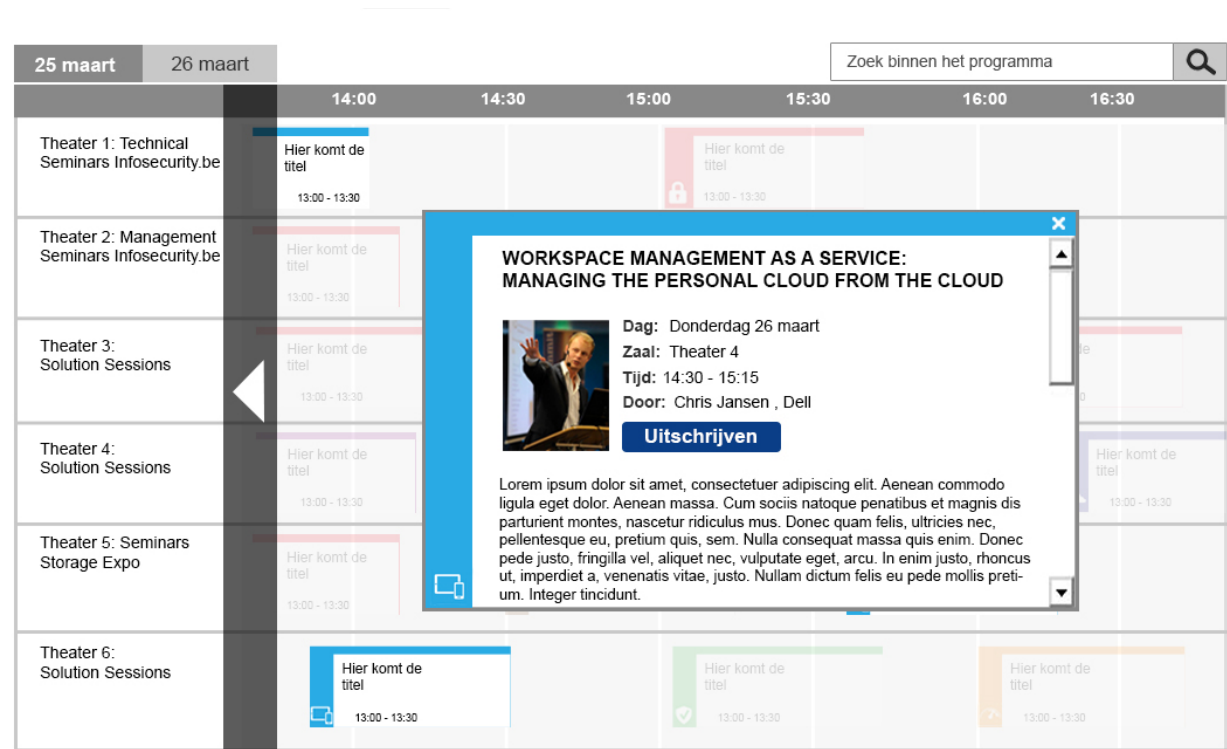 25 maart
26 maart
Zoek binnen het programma
14:00
14:30
15:00
15:30
16:00
16:30
Theater 1: Technical
Seminars Infosecurity.be
Hier komt de
titel
13:00 - 13:30
Hier komt de
titel
13:00 - 13:30
Theater 2: Management
Seminars Infosecurity.be
Hier komt de
titel
13:00 - 13:30
Theater 3:
Solution Sessions
Hier komt de
titel
13:00 - 13:30
Theater 4:
Solution Sessions
Hier komt de
titel
13:00 - 13:30
Hier komt de
titel
13:00 - 13:30
Theater 5: Seminars
Storage Expo
Hier komt de
titel
13:00 - 13:30
Theater 6:
Solution Sessions
Hier komt de
titel
13:00 - 13:30
Hier komt de
titel
13:00 - 13:30
Hier komt de
titel
13:00 - 13:30
WORKSPACE MANAGEMENT AS A SERVICE:
MANAGING THE PERSONAL CLOUD FROM THE CLOUD
Dag: Donderdag 26 maart
Zaal: Theater 4
Tijd: 14:30 - 15:15
Door: Chris Jansen , Dell
Uitschrijven
Lorem ipsum dolor sit amet, consectetuer adipiscing elit. Aenean commodo
ligula eget dolor. Aenean massa. Cum sociis natoque penatibus et magnis dis
parturient montes, nascetur ridiculus mus. Donec quam felis, ultricies nec,
pellentesque eu, pretium quis, sem. Nulla consequat massa quis enim. Donec
pede justo, fringilla vel, aliquet nec, vulputate eget, arcu. In enim justo, rhoncus
ut, imperdiet a, venenatis vitae, justo. Nullam dictum felis eu pede mollis preti-
um. Integer tincidunt.